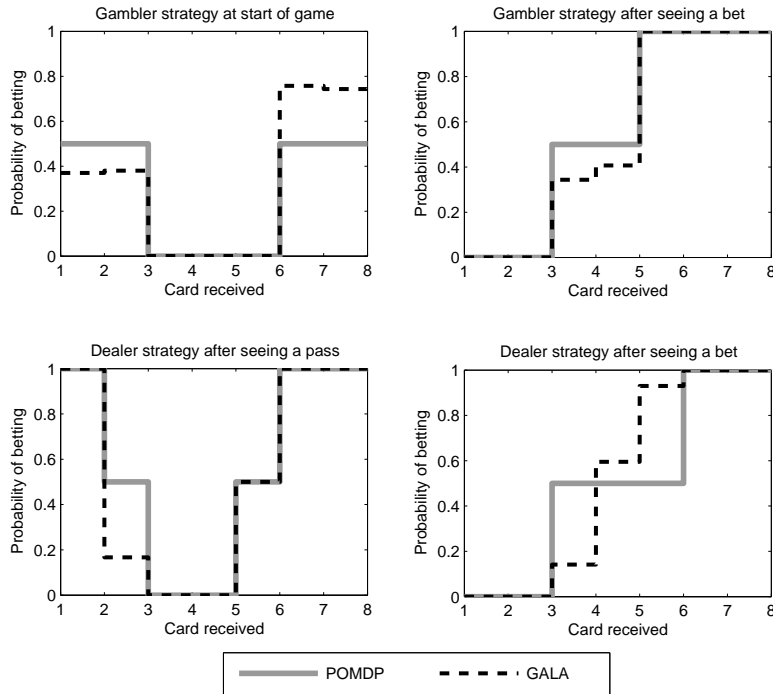 Gambler strategy at start of game
1
0.8
0.6
0.4
0.2
0
Probability of betting
1 2 3 4 5 6 7 8
Card received
Gambler strategy after seeing a bet
1
0.8
0.6
0.4
0.2
0
Probability of betting
1 2 3 4 5 6 7 8
Card received
Dealer strategy after seeing a pass
1
0.8
0.6
0.4
0.2
0
Probability of betting
1 2 3 4 5 6 7 8
Card received
Dealer strategy after seeing a bet
1
0.8
0.6
0.4
0.2
0
Probability of betting
1 2 3 4 5 6 7 8
Card received
POMDP GALA